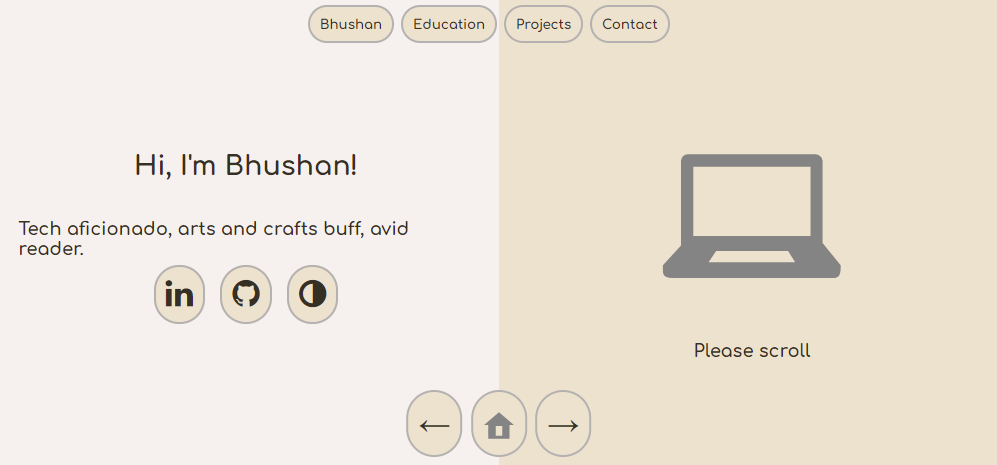 Bhushan Education Projects Contact
Hi, I'm Bhushan!
Tech aficionado, arts and crafts buff, avid
reader.
in
Please scroll
← →